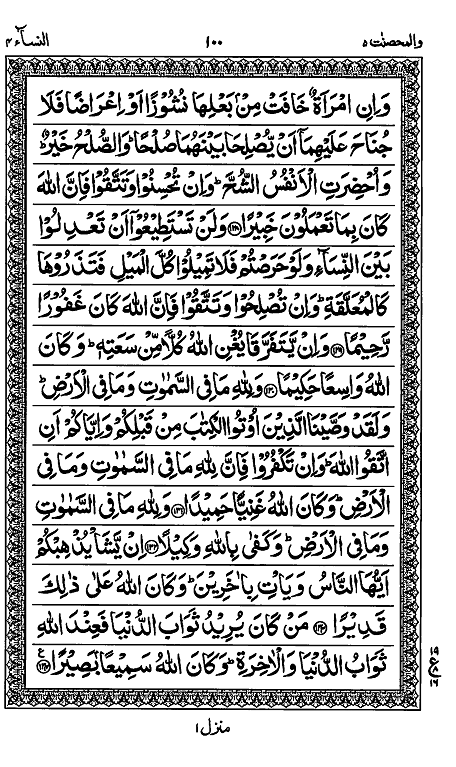 والمحصنٰت ۵ ۱۰۰ النسآء ۴
وَاِنِ امْرَاَةٌ خَافَتْ مِنْۢ بَعْلِهَا نُشُوْزًا اَوْ اِعْرَاضًا فَلَا
جُنَاحَ عَلَيْهِمَاۤ اَنْ يُّصْلِحَا بَيْنَهُمَا صُلْحًا ؕ وَالصُّلْحُ خَيْرٌ ؕ
وَاُحْضِرَتِ الْاَنْفُسُ الشُّحَّ ؕ وَاِنْ تُحْسِنُوْا وَتَتَّقُوْا فَاِنَّ اللّٰهَ
كَانَ بِمَا تَعْمَلُوْنَ خَبِيْرًا ﴿۱۲۸﴾ وَلَنْ تَسْتَطِيْعُوْۤا اَنْ تَعْدِلُوْا
بَيْنَ النِّسَآءِ وَلَوْ حَرَصْتُمْ فَلَا تَمِيْلُوْا كُلَّ الْمَيْلِ فَتَذَرُوْهَا
كَالْمُعَلَّقَةِ ؕ وَاِنْ تُصْلِحُوْا وَتَتَّقُوْا فَاِنَّ اللّٰهَ كَانَ غَفُوْرًا
رَّحِيْمًا ﴿۱۲۹﴾ وَاِنْ يَّتَفَرَّقَا يُغْنِ اللّٰهُ كُلًّا مِّنْ سَعَتِهٖ ؕ وَكَانَ
اللّٰهُ وَاسِعًا حَكِيْمًا ﴿۱۳۰﴾ وَلِلّٰهِ مَا فِى السَّمٰوٰتِ وَمَا فِى الْاَرْضِ ؕ
وَلَقَدْ وَصَّيْنَا الَّذِيْنَ اُوْتُوا الْكِتٰبَ مِنْ قَبْلِكُمْ وَاِيَّاكُمْ اَنِ
اتَّقُوا اللّٰهَ ؕ وَاِنْ تَكْفُرُوْا فَاِنَّ لِلّٰهِ مَا فِى السَّمٰوٰتِ وَمَا فِى
الْاَرْضِ ؕ وَكَانَ اللّٰهُ غَنِيًّا حَمِيْدًا ﴿۱۳۱﴾ وَلِلّٰهِ مَا فِى السَّمٰوٰتِ
وَمَا فِى الْاَرْضِ ؕ وَكَفٰى بِاللّٰهِ وَكِيْلًا ﴿۱۳۲﴾ اِنْ يَّشَاْ يُذْهِبْكُمْ
اَيُّهَا النَّاسُ وَيَاْتِ بِاٰخَرِيْنَ ؕ وَكَانَ اللّٰهُ عَلٰى ذٰلِكَ
قَدِيْرًا ﴿۱۳۳﴾ مَنْ كَانَ يُرِيْدُ ثَوَابَ الدُّنْيَا فَعِنْدَ اللّٰهِ
ثَوَابُ الدُّنْيَا وَالْاٰخِرَةِ ؕ وَكَانَ اللّٰهُ سَمِيْعًۢا بَصِيْرًا ﴿۱۳۴﴾ ع
منزل ۱